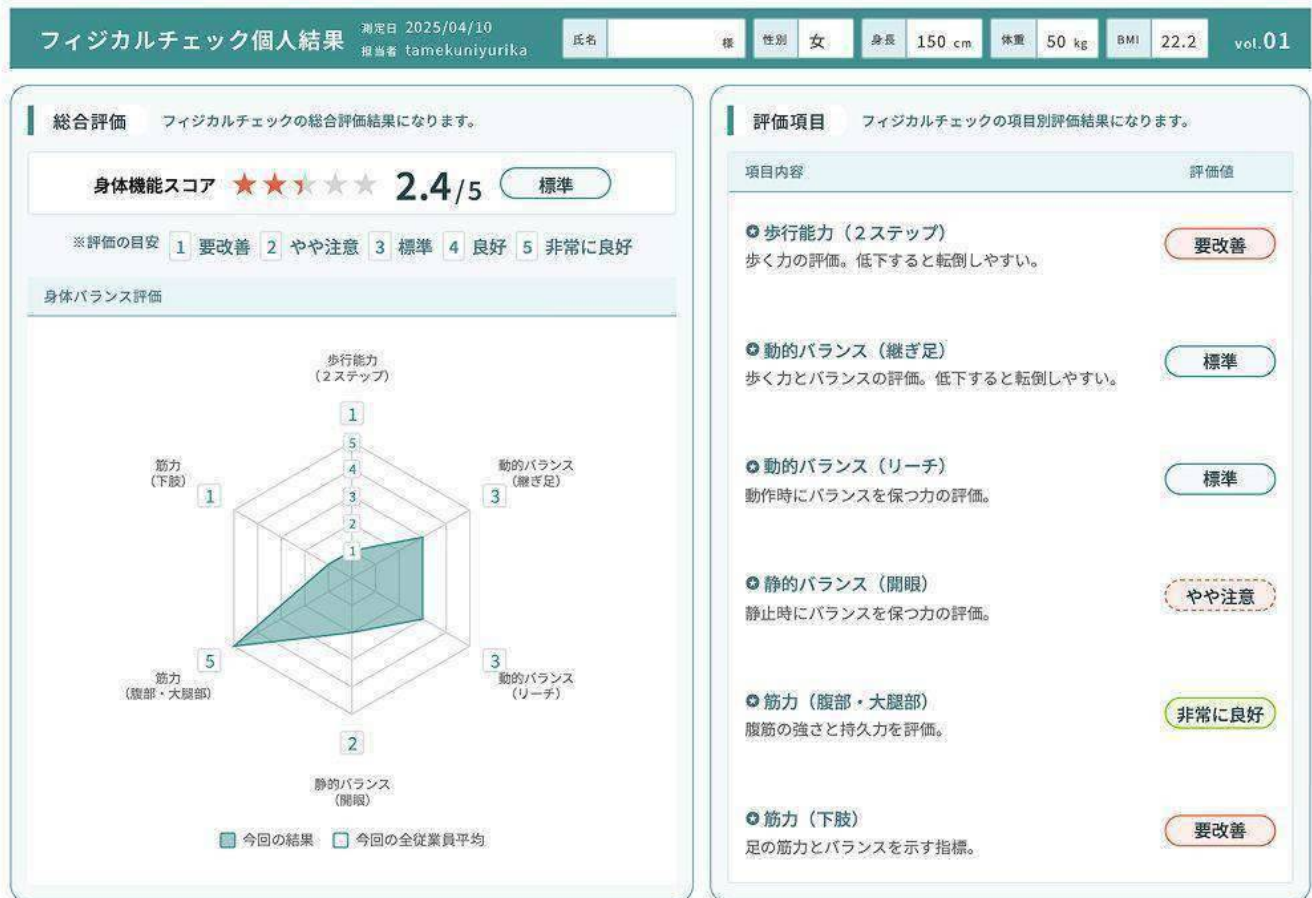 フィジカルチェック個人結果
測定日 2025/04/10
担当者 tamekuniyurika
氏名 様
性別 女
身長 150 cm
体重 50 kg
BMI 22.2
vol.01
総合評価 フィジカルチェックの総合評価結果になります。
身体機能スコア 2.4/5 標準
※評価の目安 1 要改善 2 やや注意 3 標準 4 良好 5 非常に良好
身体バランス評価
歩行能力
（2ステップ）
1
5
4
3
2
1
動的バランス
（継ぎ足）
3
動的バランス
（リーチ）
3
静的バランス
（開眼）
2
筋力
（腹部・大腿部）
5
筋力
（下肢）
1
今回の結果 今回の全従業員平均
評価項目 フィジカルチェックの項目別評価結果になります。
項目内容 評価値
歩行能力（2ステップ）
歩く力の評価。低下すると転倒しやすい。
要改善
動的バランス（継ぎ足）
歩く力とバランスの評価。低下すると転倒しやすい。
標準
動的バランス（リーチ）
動作時にバランスを保つ力の評価。
標準
静的バランス（開眼）
静止時にバランスを保つ力の評価。
やや注意
筋力（腹部・大腿部）
腹筋の強さと持久力を評価。
非常に良好
筋力（下肢）
足の筋力とバランスを示す指標。
要改善